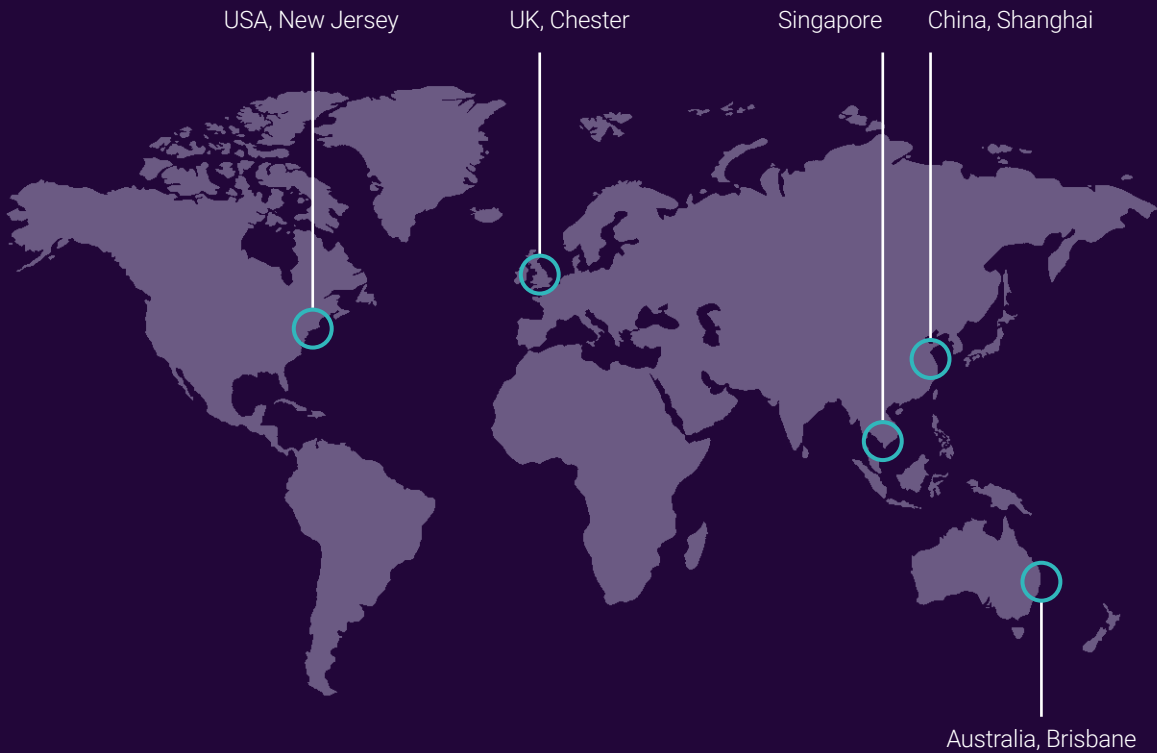 USA, New Jersey
UK, Chester
Singapore
China, Shanghai
Australia, Brisbane